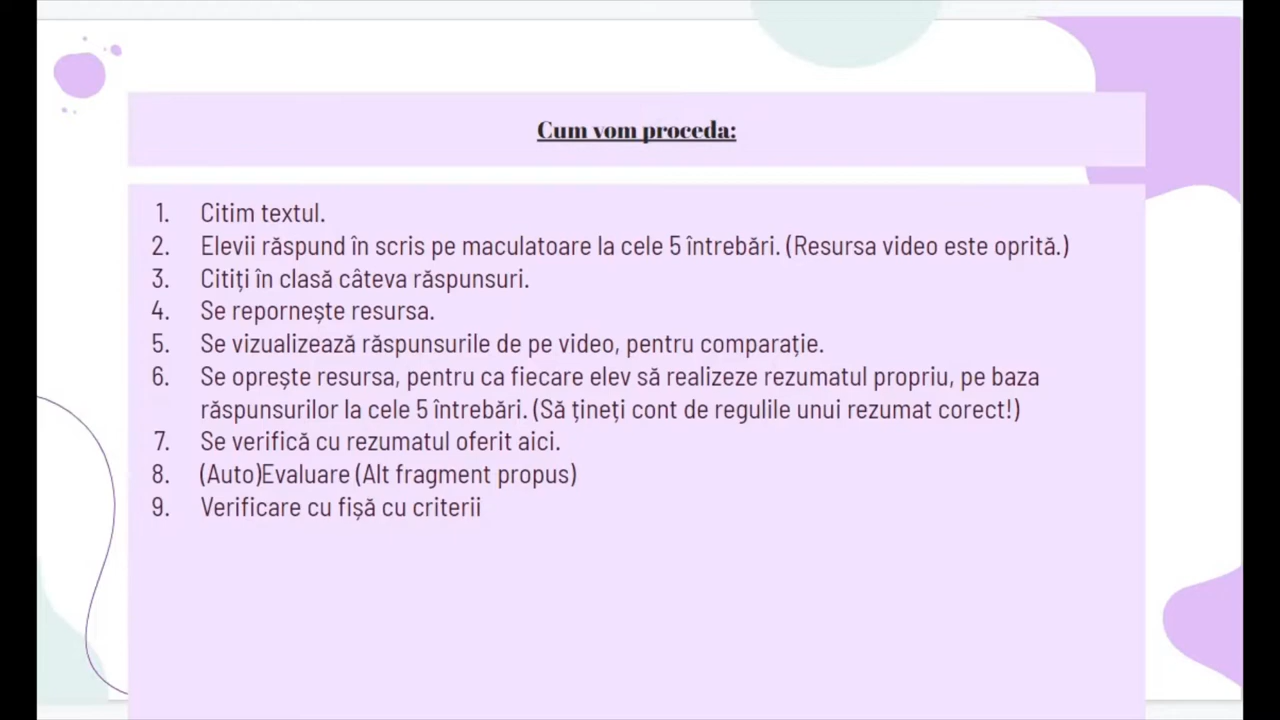 Cum vom proceda:
1. Citim textul.
2. Elevii răspund în scris pe maculatoare la cele 5 întrebări. (Resursa video este oprită.)
3. Citiți în clasă câteva răspunsuri.
4. Se repornește resursa.
5. Se vizualizează răspunsurile de pe video, pentru comparație.
6. Se oprește resursa, pentru ca fiecare elev să realizeze rezumatul propriu, pe baza
răspunsurilor la cele 5 întrebări. (Să țineți cont de regulile unui rezumat corect!)
7. Se verifică cu rezumatul oferit aici.
8. (Auto)Evaluare (Alt fragment propus)
9. Verificare cu fișă cu criterii